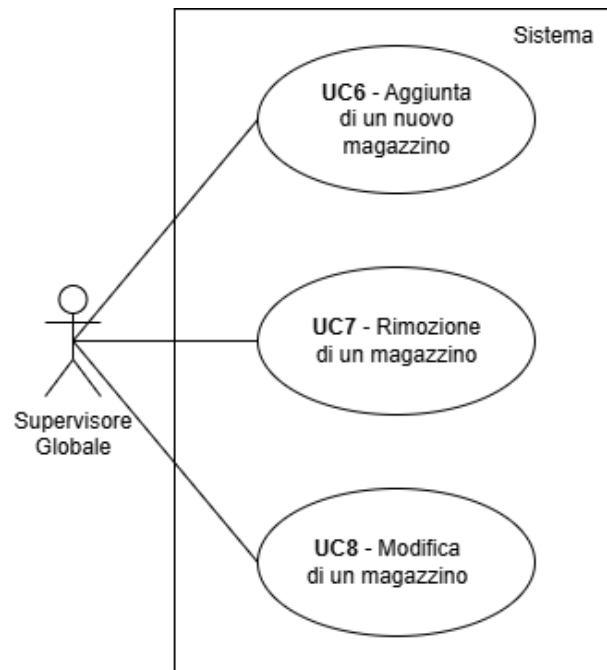 Sistema
UC6 - Aggiunta
di un nuovo
magazzino
UC7 - Rimozione
di un magazzino
Supervisore
Globale
UC8 - Modifica
di un magazzino